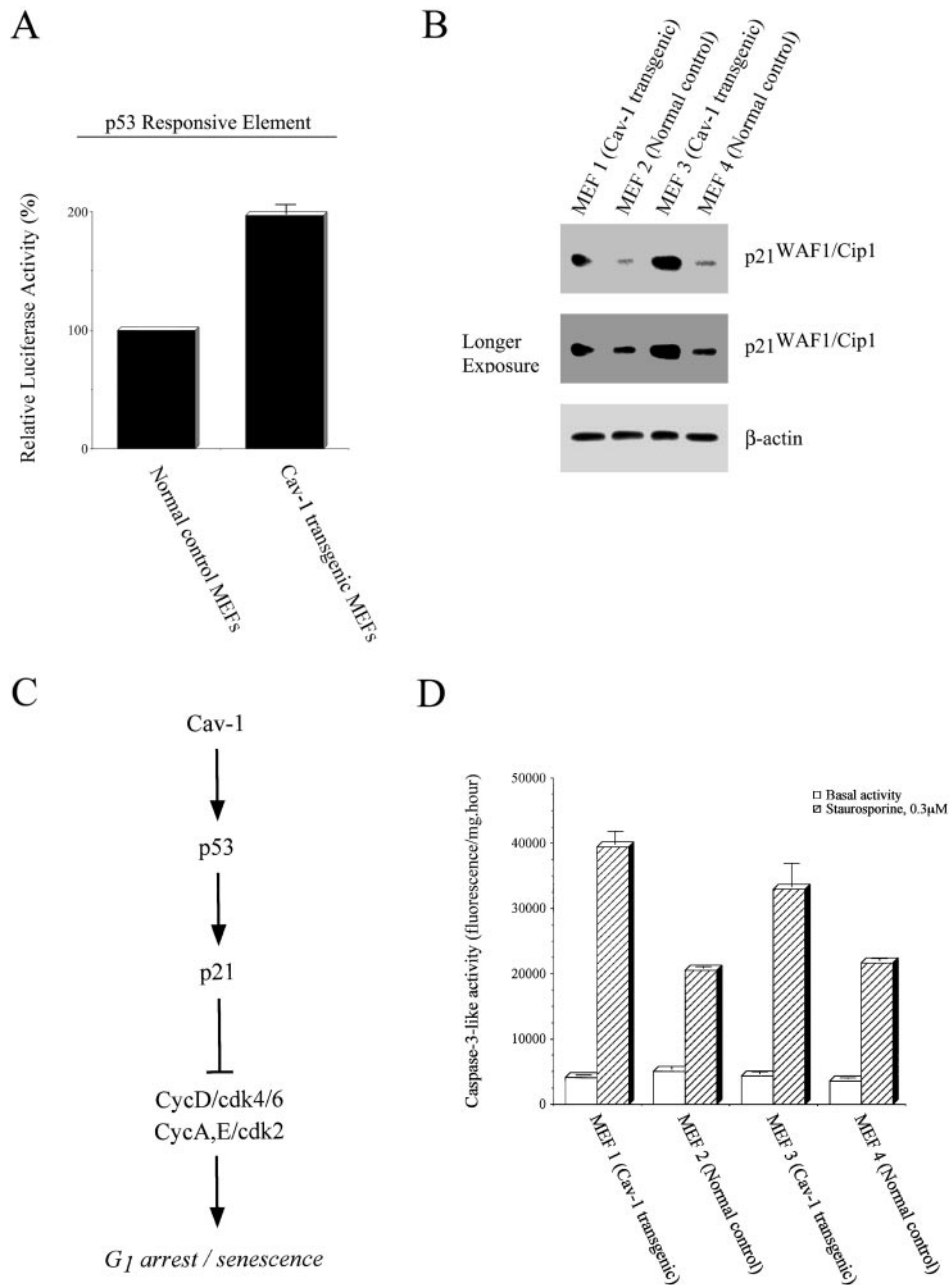 A
p53 Responsive Element
Relative Luciferase Activity (%)
200
100
0
Normal control MEFs
Cav-1 transgenic MEFs
B
MEF 1 (Cav-1 transgenic)
MEF 2 (Normal control)
MEF 3 (Cav-1 transgenic)
MEF 4 (Normal control)
p21WAF1/Cip1
Longer
Exposure
p21WAF1/Cip1
β-actin
C
Cav-1
p53
p21
CycD/cdk4/6
CycA,E/cdk2
G1 arrest / senescence
D
Caspase-3-like activity (fluorescence/mg.hour)
50000
40000
30000
20000
10000
0
Basal activity
Staurosporine, 0.3µM
MEF 1 (Cav-1 transgenic)
MEF 2 (Normal control)
MEF 3 (Cav-1 transgenic)
MEF 4 (Normal control)